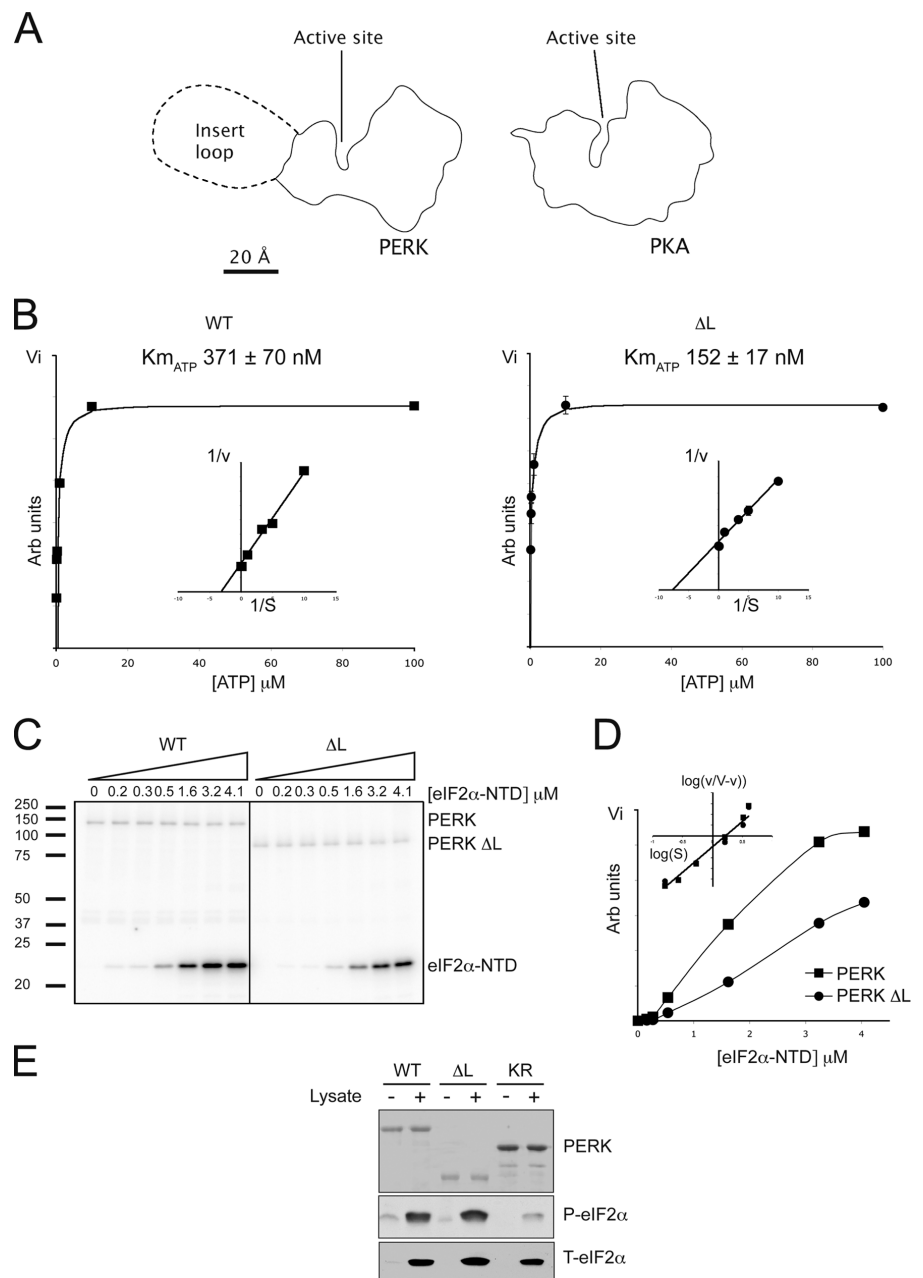 A
Active site
Active site
Insert
loop
PERK
PKA
20 Å
B
WT
ΔL
Vi
Km ATP 371 ± 70 nM
Vi
Km ATP 152 ± 17 nM
1/v
1/v
Arb units
Arb units
-10 -5 0 5 10 15
1/S
-15 -10 -5 0 5 10 15
1/S
0 20 40 60 80 100
[ATP] μM
0 20 40 60 80 100
[ATP] μM
C
WT
ΔL
0 0.2 0.3 0.5 1.6 3.2 4.1 0 0.2 0.3 0.5 1.6 3.2 4.1 [eIF2α-NTD] μM
250
150
100
75
50
37
25
20
PERK
PERK ΔL
eIF2α-NTD
D
log(v/V-v)
Vi
log(S)
Arb units
PERK
PERK ΔL
0 1 2 3 4
[eIF2α-NTD] μM
E
WT ΔL KR
Lysate - + - + - +
PERK
P-eIF2α
T-eIF2α